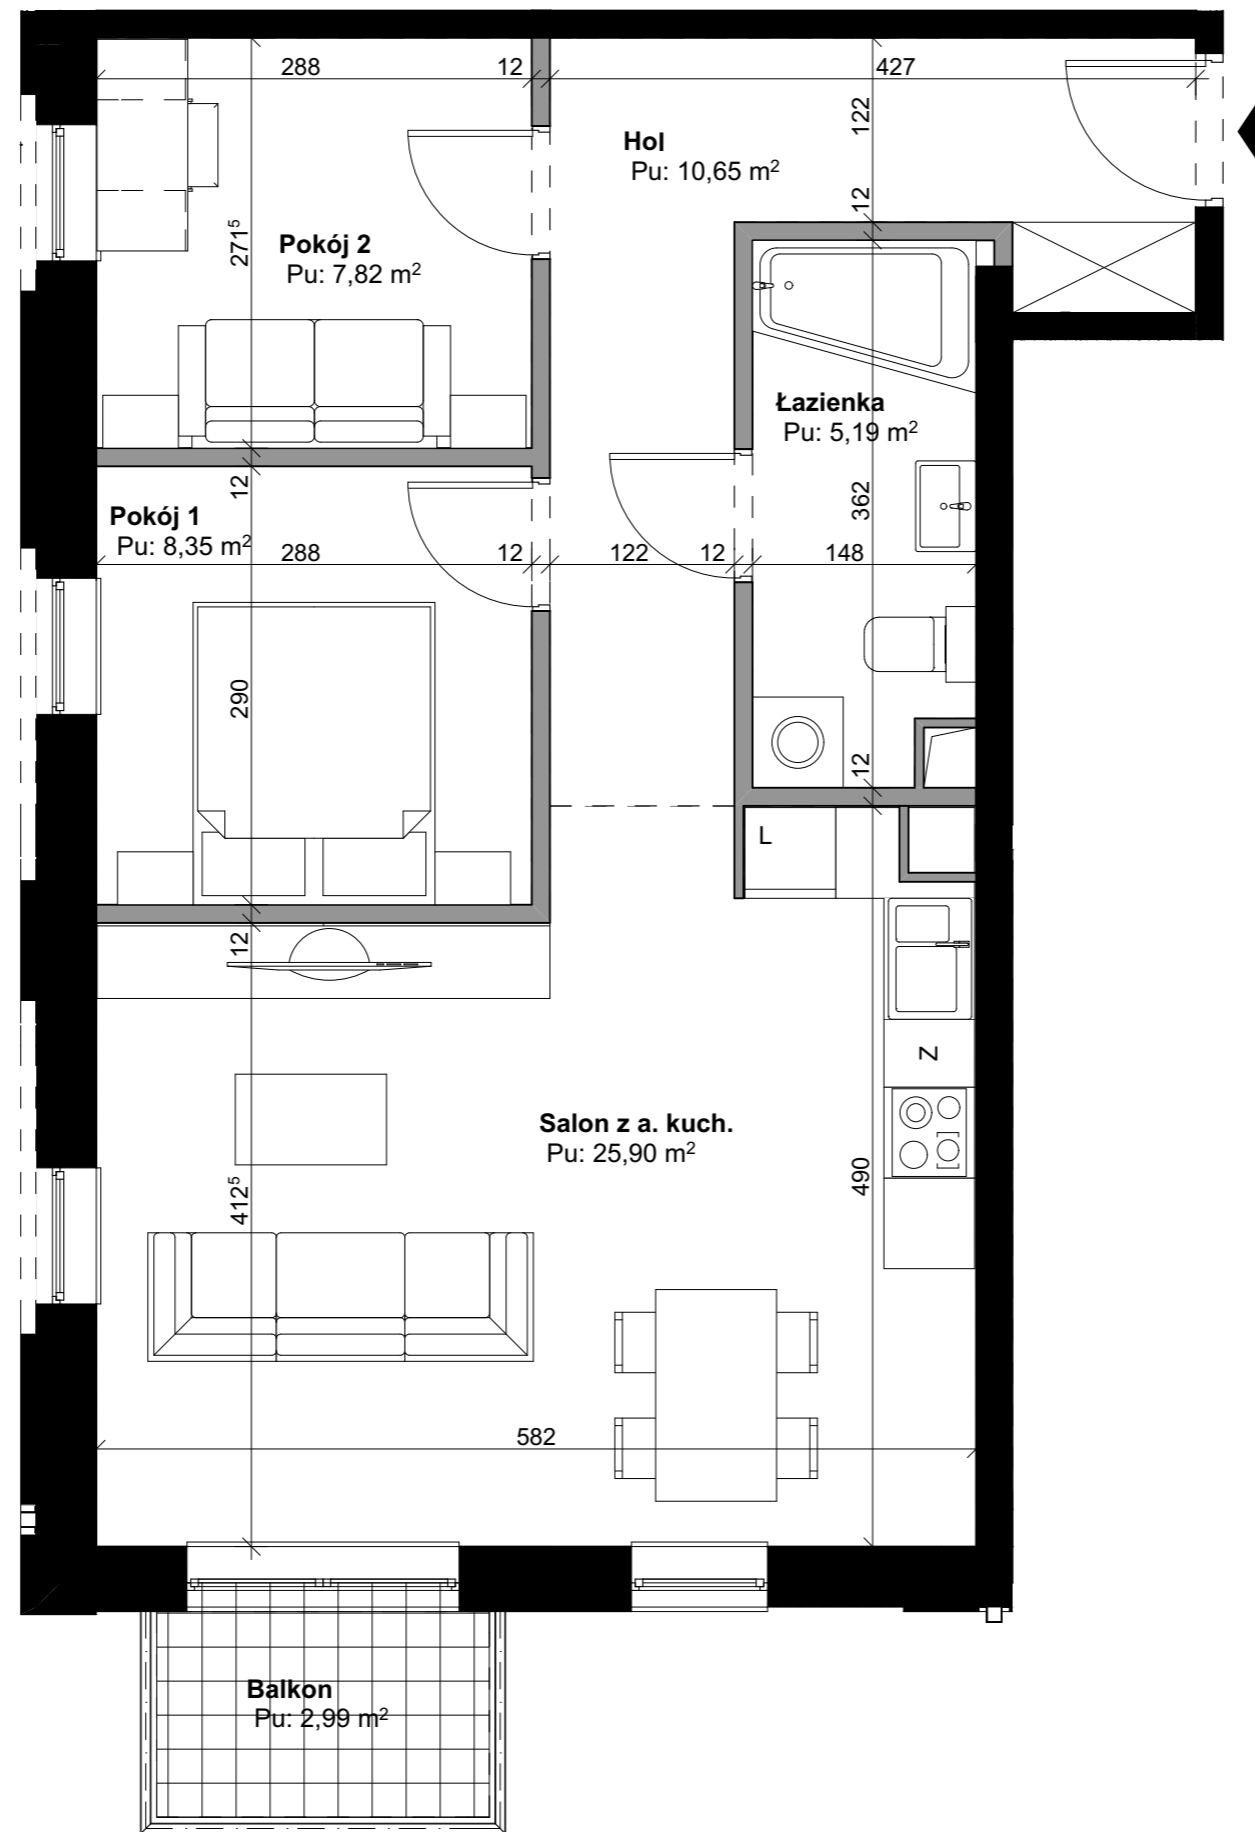 288 12 427
122
Hol
Pu: 10,65 m²
12
271⁵
Pokój 2
Pu: 7,82 m²
Łazienka
Pu: 5,19 m²
12
362
Pokój 1
Pu: 8,35 m²
288 12 122 12 148
290
12
L
12
Z
Salon z a. kuch.
Pu: 25,90 m²
412⁵
490
582
Balkon
Pu: 2,99 m²